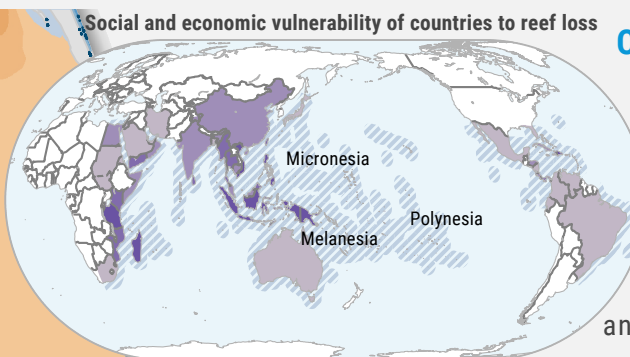 Social and economic vulnerability of countries to reef loss
Micronesia
Polynesia
Melanesia
an